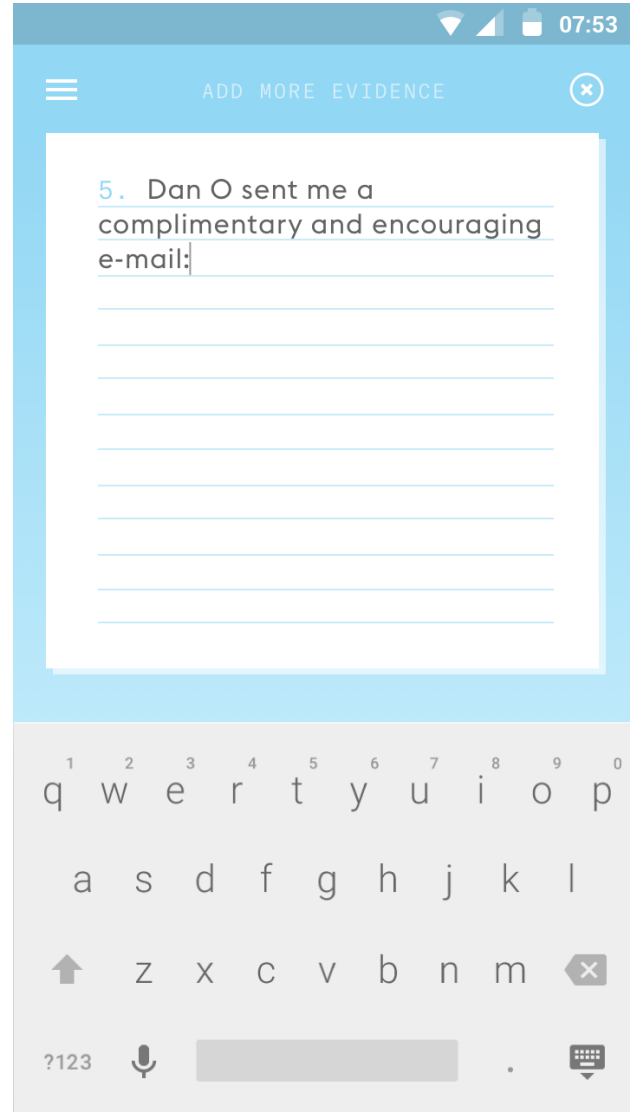 07:53
ADD MORE EVIDENCE
5. Dan O sent me a
complimentary and encouraging
e-mail:
1 2 3 4 5 6 7 8 9 0
q w e r t y u i o p
a s d f g h j k l
z x c v b n m
?123 .